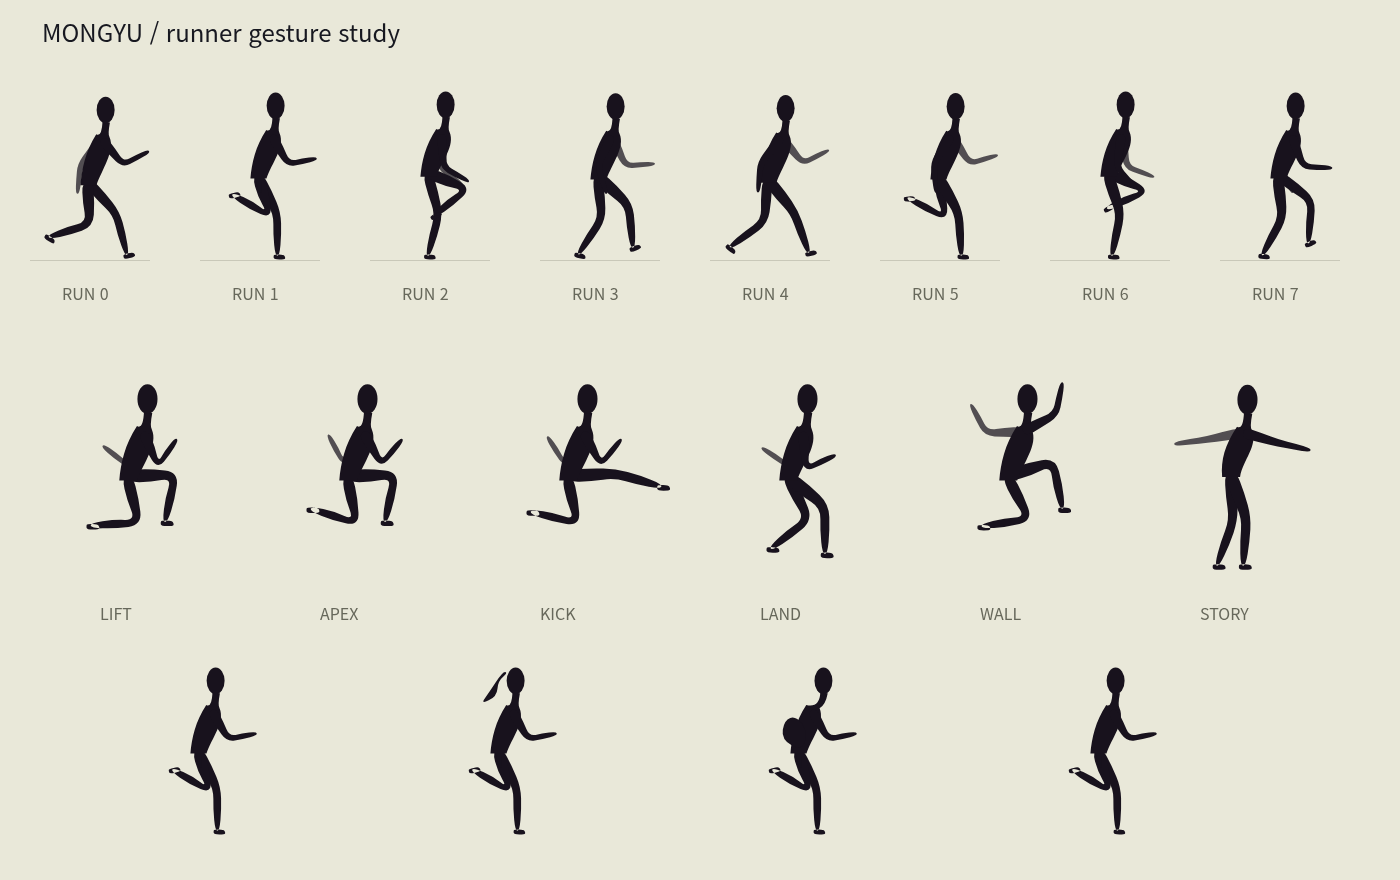 MONGYU / runner gesture study
RUN 0 RUN 1 RUN 2 RUN 3 RUN 4 RUN 5 RUN 6 RUN 7
LIFT APEX KICK LAND WALL STORY